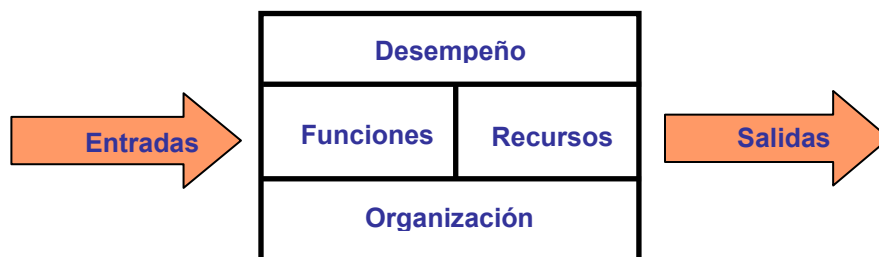 Desempeño
Entradas
Funciones
Recursos
Salidas
Organización